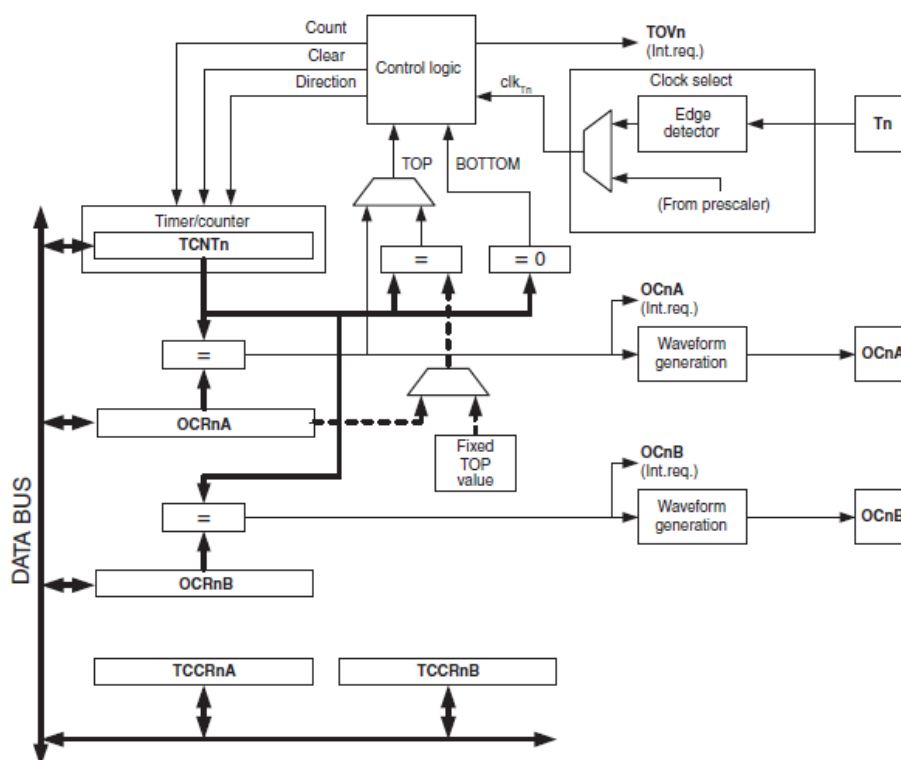 Count
Clear
Direction
Control logic
TOVn
(Int.req.)
clkTn
Clock select
Edge
detector
Tn
(From prescaler)
TOP
BOTTOM
Timer/counter
TCNTn
=
= 0
OCnA
(Int.req.)
=
Waveform
generation
OCnA
OCRnA
Fixed
TOP
value
OCnB
(Int.req.)
=
Waveform
generation
OCnB
DATA BUS
OCRnB
TCCRnA
TCCRnB